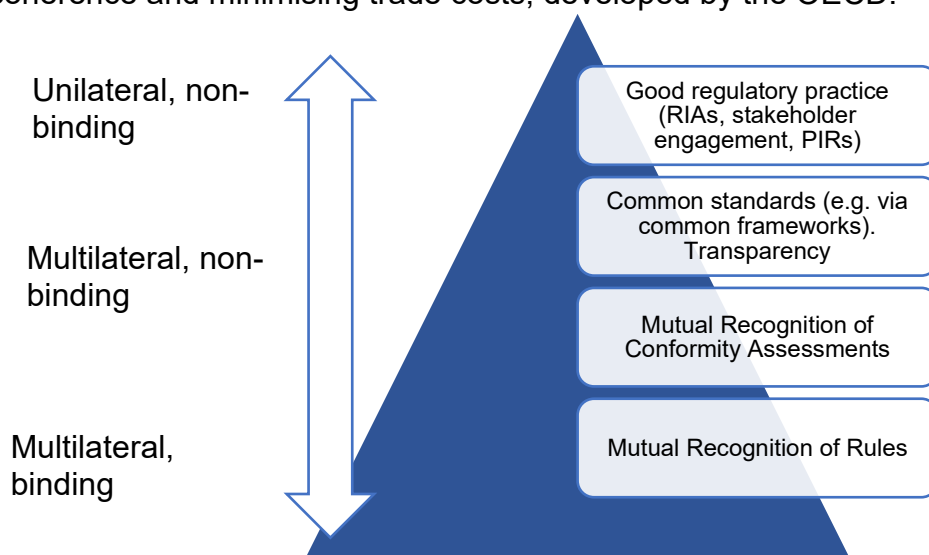 coherence and minimising trade costs, developed by the OECD.
Unilateral, non-
binding
Good regulatory practice
(RIAs, stakeholder
engagement, PIRs)
Common standards (e.g. via
common frameworks).
Transparency
Multilateral, non-
binding
Mutual Recognition of
Conformity Assessments
Multilateral,
binding
Mutual Recognition of Rules